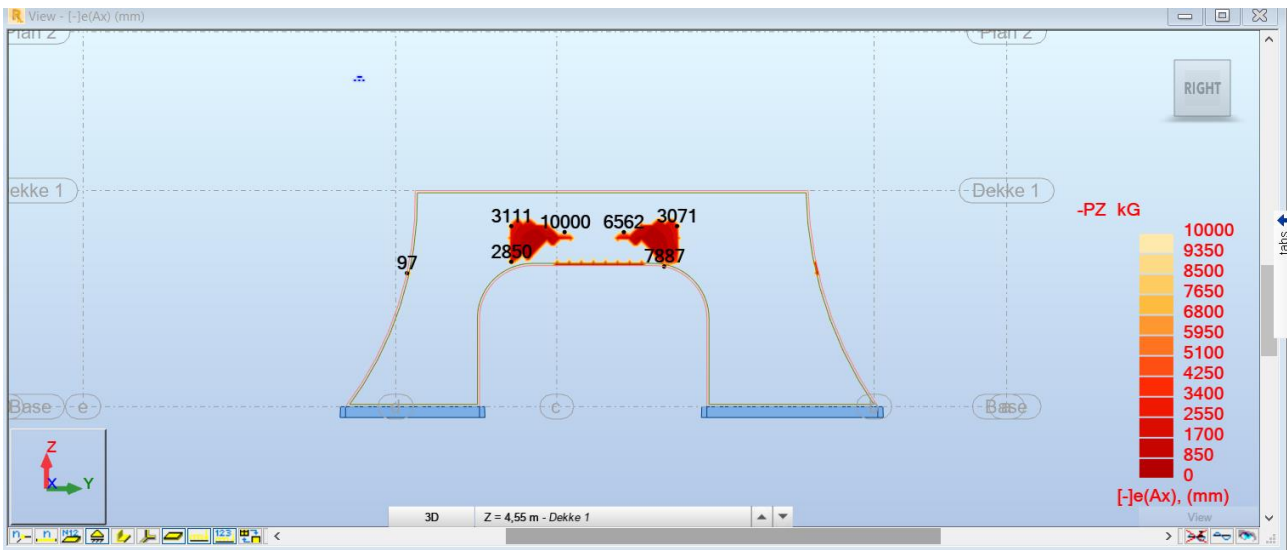 View - [-]e(Ax) (mm)
Plan 2
Plan 2
RIGHT
ekke 1
Dekke 1
-PZ kG
3111
10000
6562
3071
2850
7887
97
10000
9350
8500
7650
6800
5950
5100
4250
3400
2550
1700
850
0
[-]e(Ax), (mm)
tabs
Base
e
c
Base
Z
X
Y
3D
Z = 4,55 m - Dekke 1
View